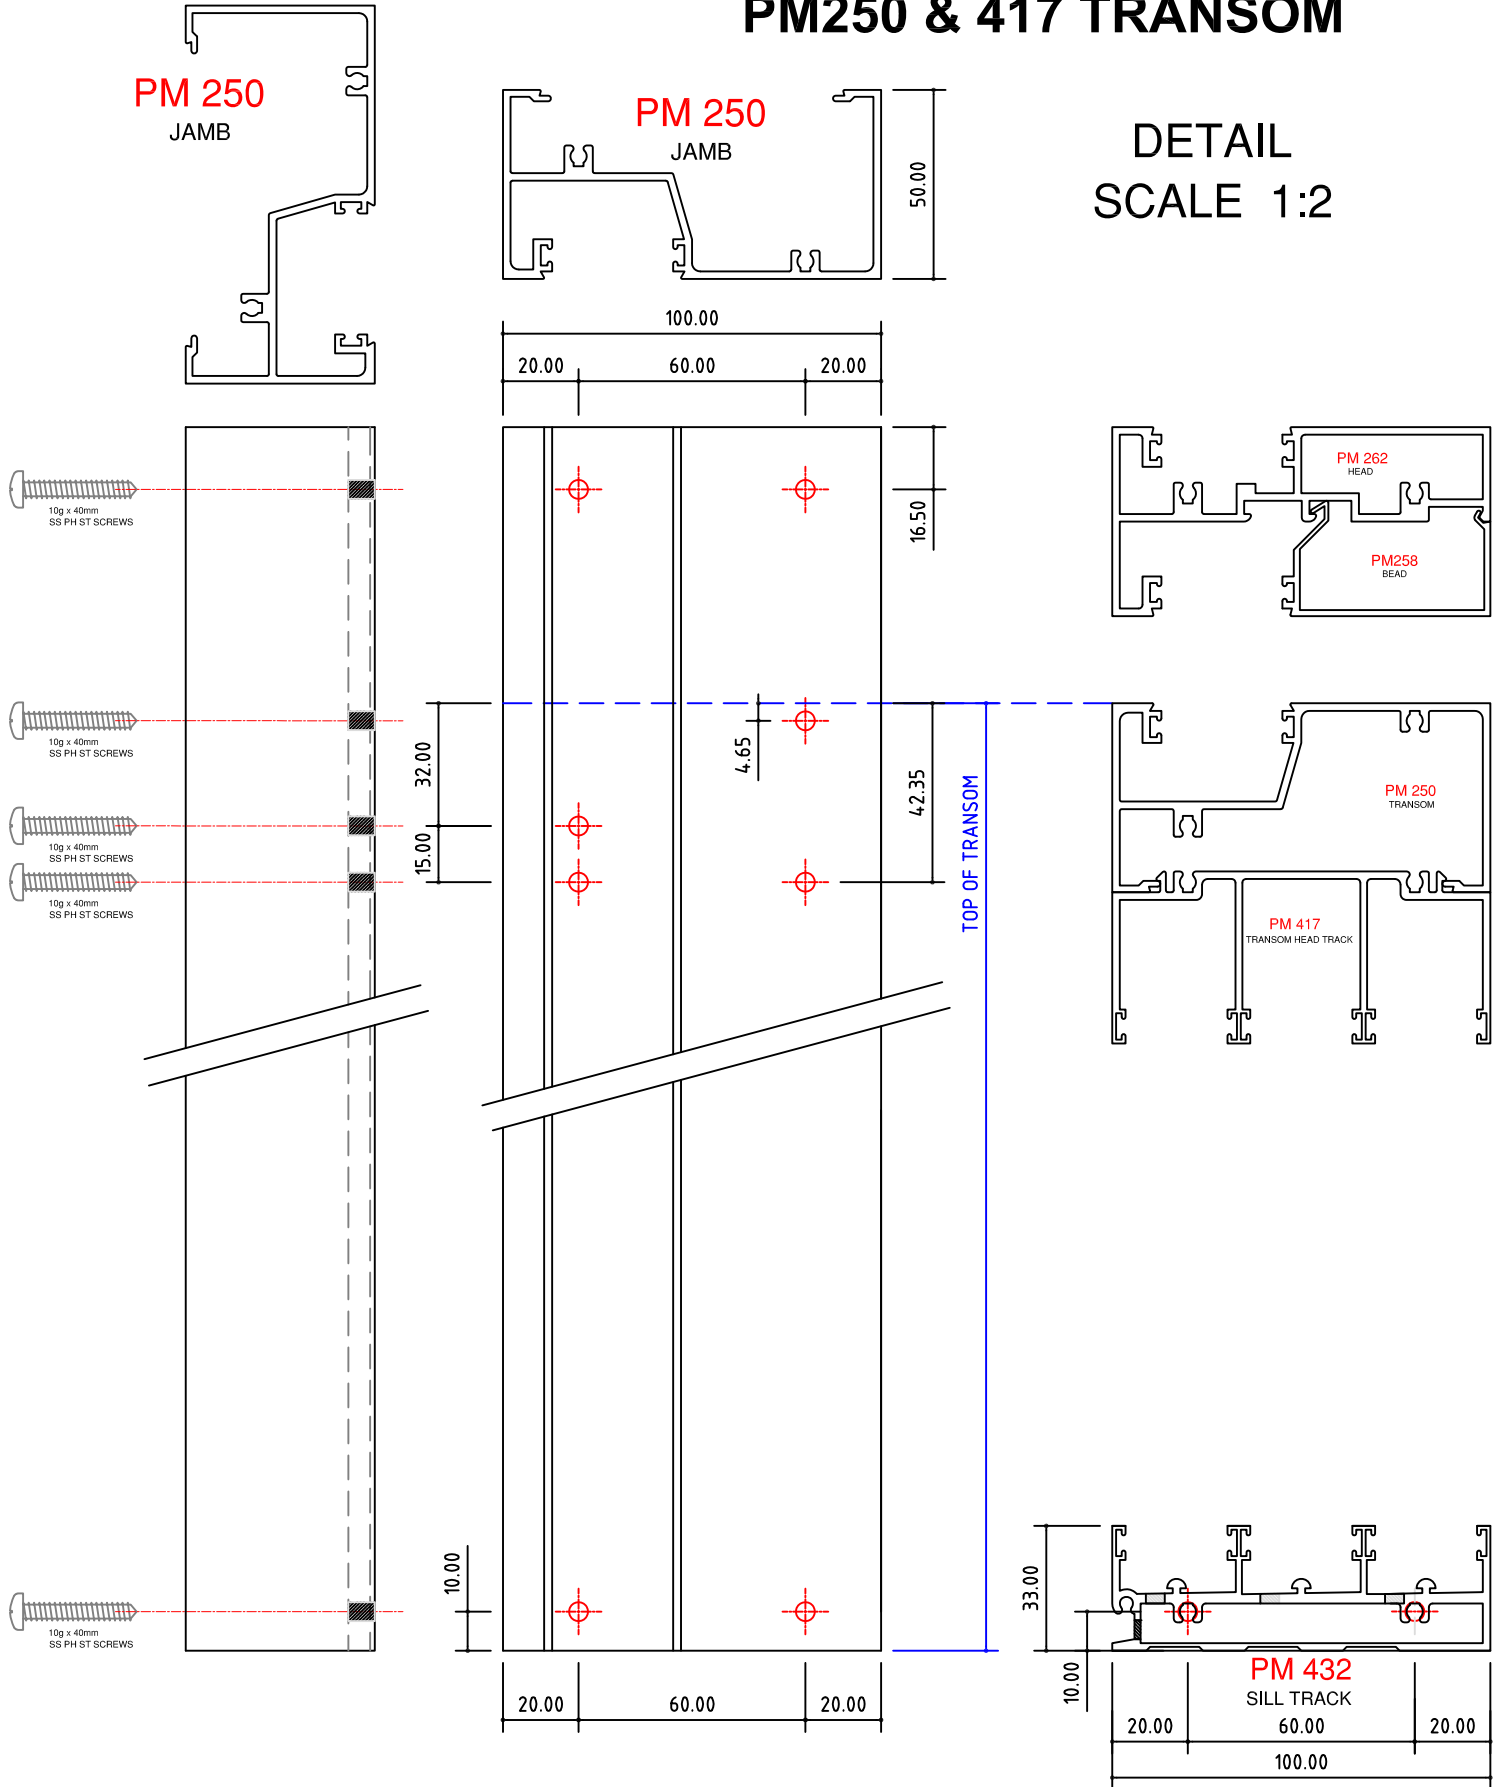 PM250 & 417 TRANSOM
PM 250
JAMB
PM 250
JAMB
DETAIL
SCALE 1:2
50.00
100.00
20.00 60.00 20.00
16.50
10g x 40mm
SS PH ST SCREWS
PM 262
HEAD
PM258
BEAD
10g x 40mm
SS PH ST SCREWS
32.00
4.65
42.35
TOP OF TRANSOM
PM 250
TRANSOM
10g x 40mm
SS PH ST SCREWS
15.00
10g x 40mm
SS PH ST SCREWS
PM 417
TRANSOM HEAD TRACK
10g x 40mm
SS PH ST SCREWS
10.00
33.00
10.00
PM 432
SILL TRACK
20.00 60.00 20.00
20.00 60.00 20.00
100.00